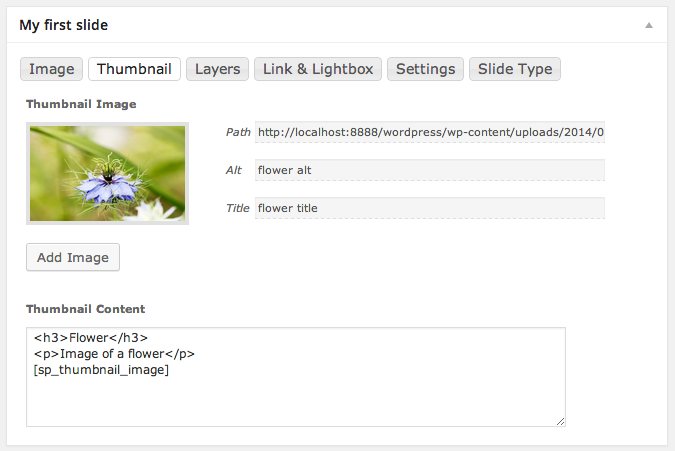 My first slide
Image Thumbnail Layers Link & Lightbox Settings Slide Type
Thumbnail Image
Path http://localhost:8888/wordpress/wp-content/uploads/2014/0
Alt flower alt
Title flower title
Add Image
Thumbnail Content
<h3>Flower</h3>
<p>Image of a flower</p>
[sp_thumbnail_image]